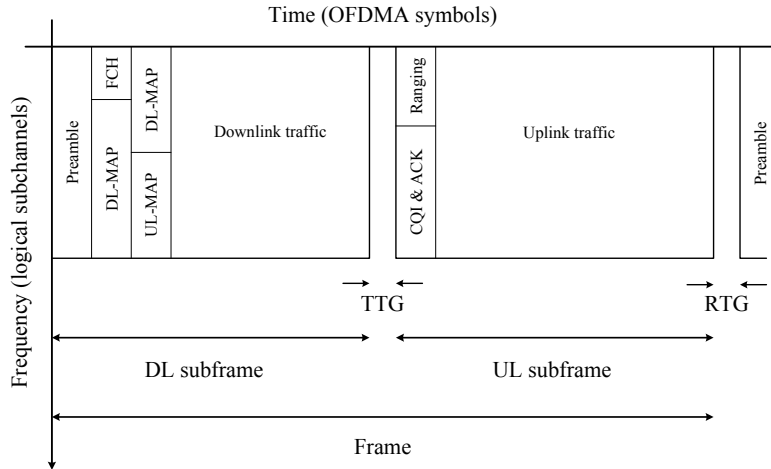 Time (OFDMA symbols)
Frequency (logical subchannels)
Preamble
FCH
DL-MAP
DL-MAP
UL-MAP
Downlink traffic
Ranging
CQI & ACK
Uplink traffic
Preamble
TTG
RTG
DL subframe
UL subframe
Frame